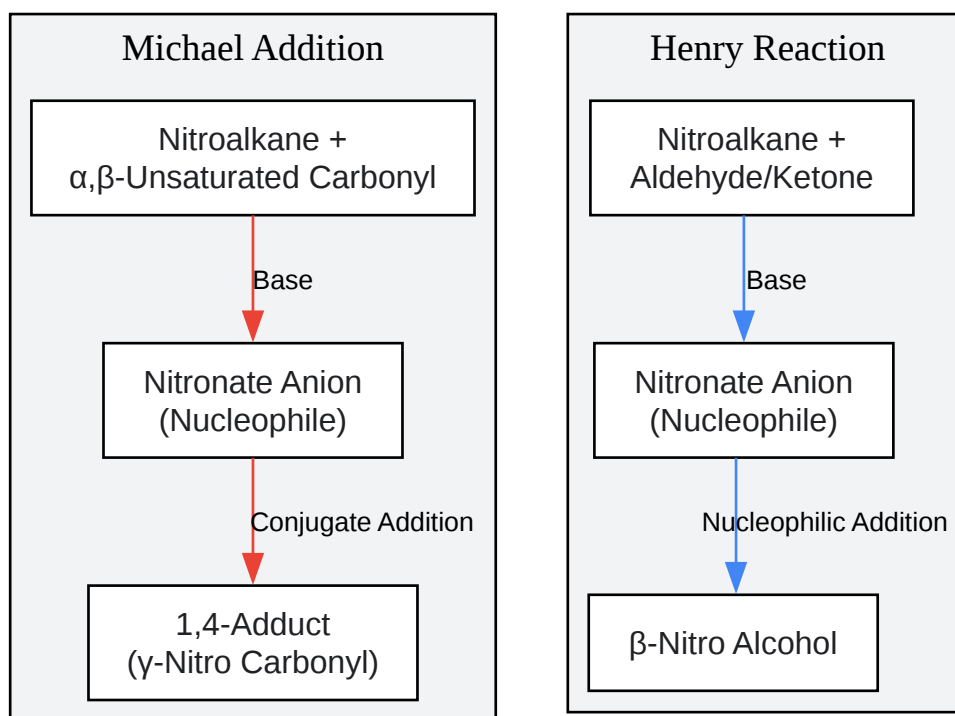 Michael Addition
Nitroalkane +
α,β-Unsaturated Carbonyl
Base
Nitronate Anion
(Nucleophile)
Conjugate Addition
1,4-Adduct
(γ-Nitro Carbonyl)
Henry Reaction
Nitroalkane +
Aldehyde/Ketone
Base
Nitronate Anion
(Nucleophile)
Nucleophilic Addition
β-Nitro Alcohol